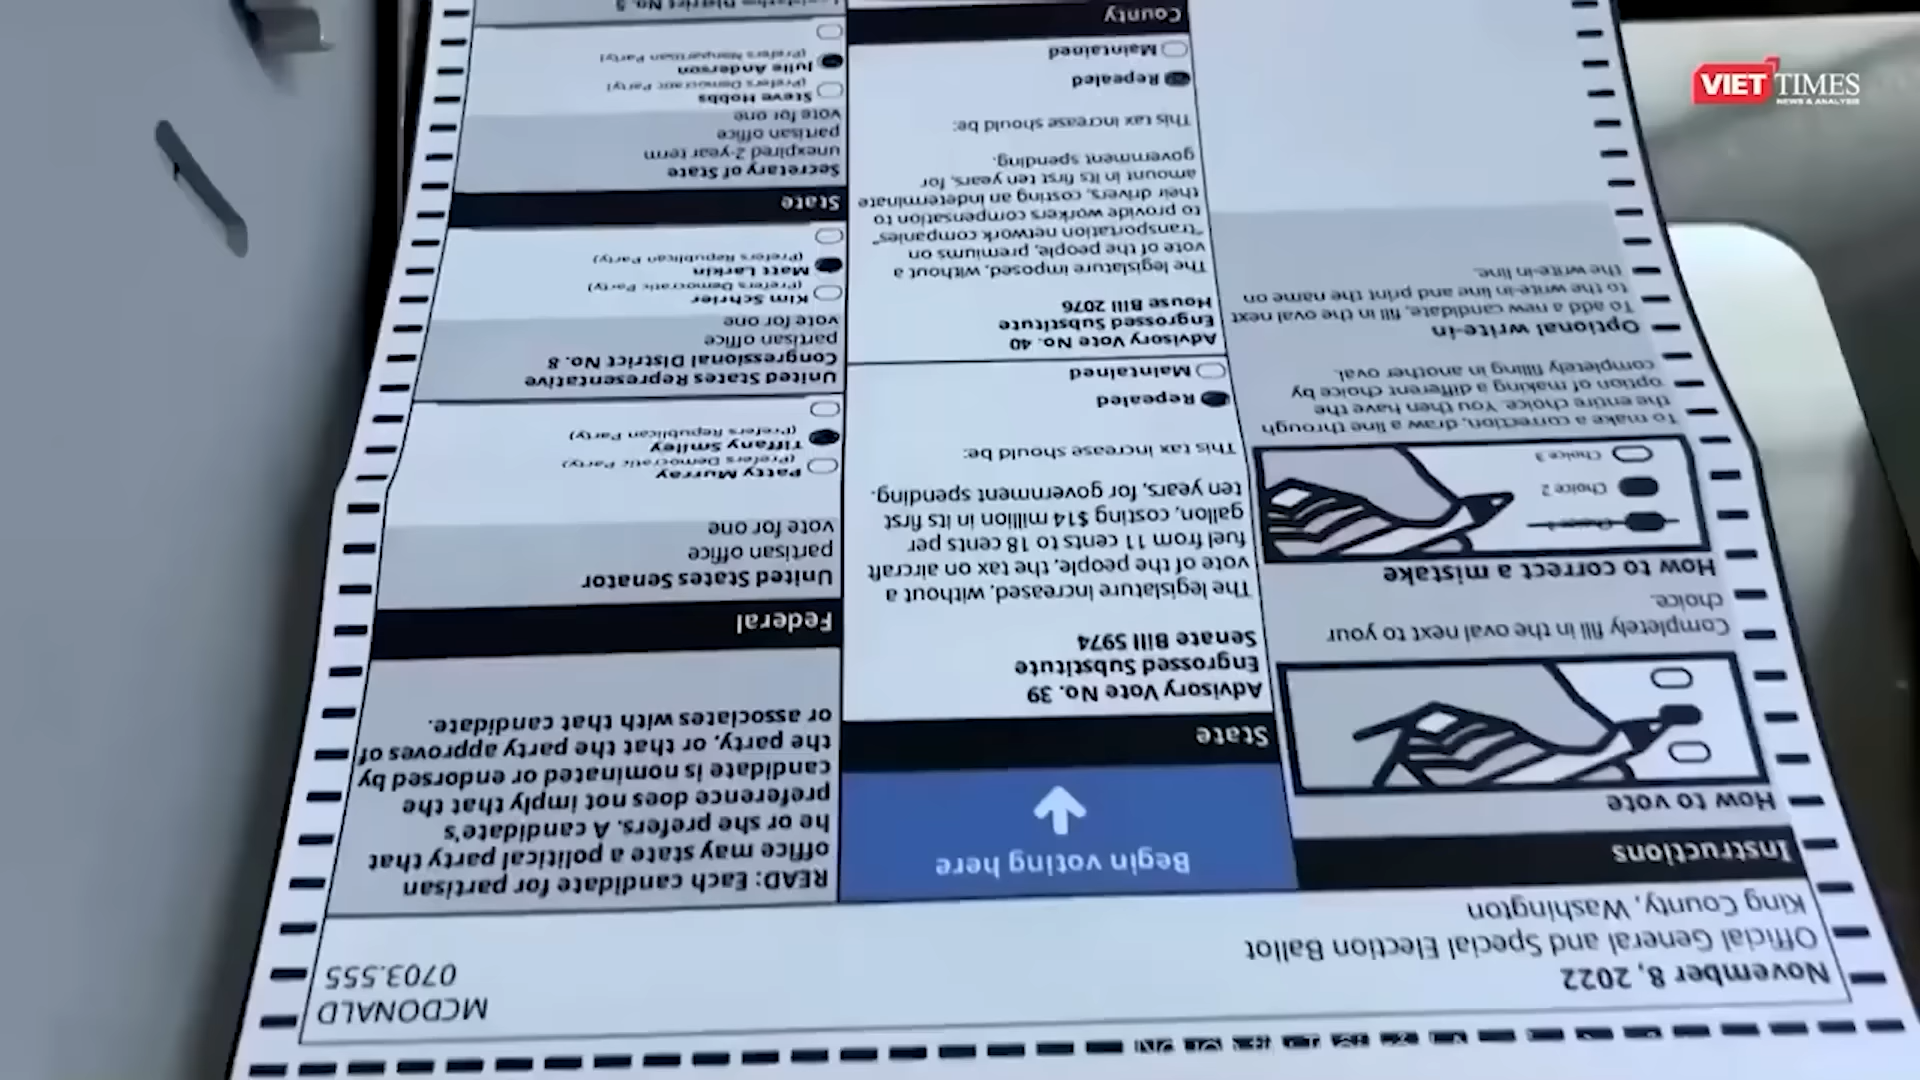 VIET TIMES
NEWS & ANALYSIS
November 8, 2022
Official General and Special Election Ballot
King County, Washington
MCDONALD
0703.555
Instructions
How to vote
Completely fill in the oval next to your
choice.
How to correct a mistake
Choice 2
Choice 3
To make a correction, draw a line through
the entire choice. You then have the
option of making a different choice by
completely filling in another oval.
Optional write-in
To add a new candidate, fill in the oval next
to the write-in line and print the name on
the write-in line.
Begin voting here
State
Advisory Vote No. 39
Engrossed Substitute
Senate Bill 5974
The legislature increased, without a
vote of the people, the tax on aircraft
fuel from 11 cents to 18 cents per
gallon, costing $14 million in its first
ten years, for government spending.
This tax increase should be:
Repealed
Maintained
Advisory Vote No. 40
Engrossed Substitute
House Bill 2076
The legislature imposed, without a
vote of the people, premiums on
"transportation network companies"
to provide workers compensation to
their drivers, costing an indeterminate
amount in its first ten years, for
government spending.
This tax increase should be:
Repealed
Maintained
County
READ: Each candidate for partisan
office may state a political party that
he or she prefers. A candidate's
preference does not imply that the
candidate is nominated or endorsed by
the party, or that the party approves of
or associates with that candidate.
Federal
United States Senator
partisan office
vote for one
Patty Murray
(Prefers Democratic Party)
Tiffany Smiley
(Prefers Republican Party)
United States Representative
Congressional District No. 8
partisan office
vote for one
Kim Schrier
(Prefers Democratic Party)
Matt Larkin
(Prefers Republican Party)
State
Secretary of State
unexpired 2-year term
partisan office
vote for one
Steve Hobbs
(Prefers Democratic Party)
Julie Anderson
(Prefers Nonpartisan Party)
Legislative District No. 5